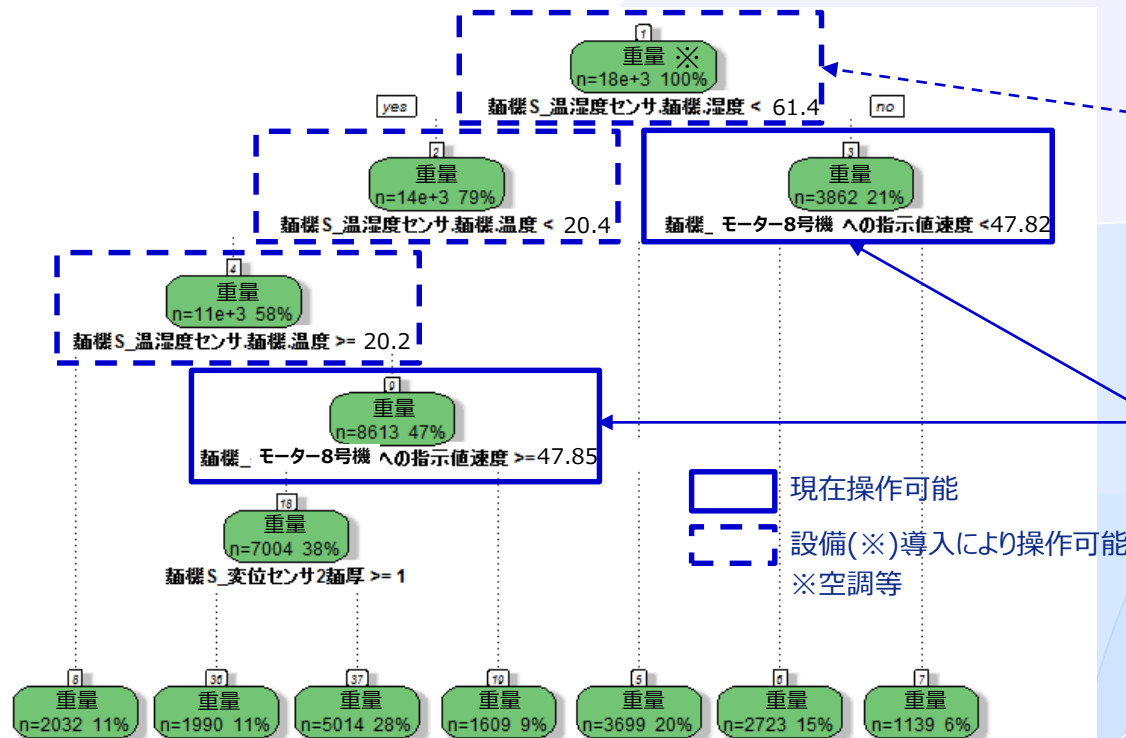 1
重量 ※
n=18e+3 100%
麺機S_温湿度センサ.麺機.湿度 < 61.4
yes
no
2
重量
n=14e+3 79%
麺機S_温湿度センサ.麺機.温度 < 20.4
3
重量
n=3862 21%
麺機_ モーター8号機 への指示値速度 <47.82
4
重量
n=11e+3 58%
麺機S_温湿度センサ.麺機.温度 >= 20.2
9
重量
n=8613 47%
麺機_ モーター8号機 への指示値速度 >=47.85
18
重量
n=7004 38%
麺機S_変位センサ2麺厚 >= 1
現在操作可能
設備(※)導入により操作可能
※空調等
8
重量
n=2032 11%
36
重量
n=1990 11%
37
重量
n=5014 28%
19
重量
n=1609 9%
5
重量
n=3699 20%
6
重量
n=2723 15%
7
重量
n=1139 6%